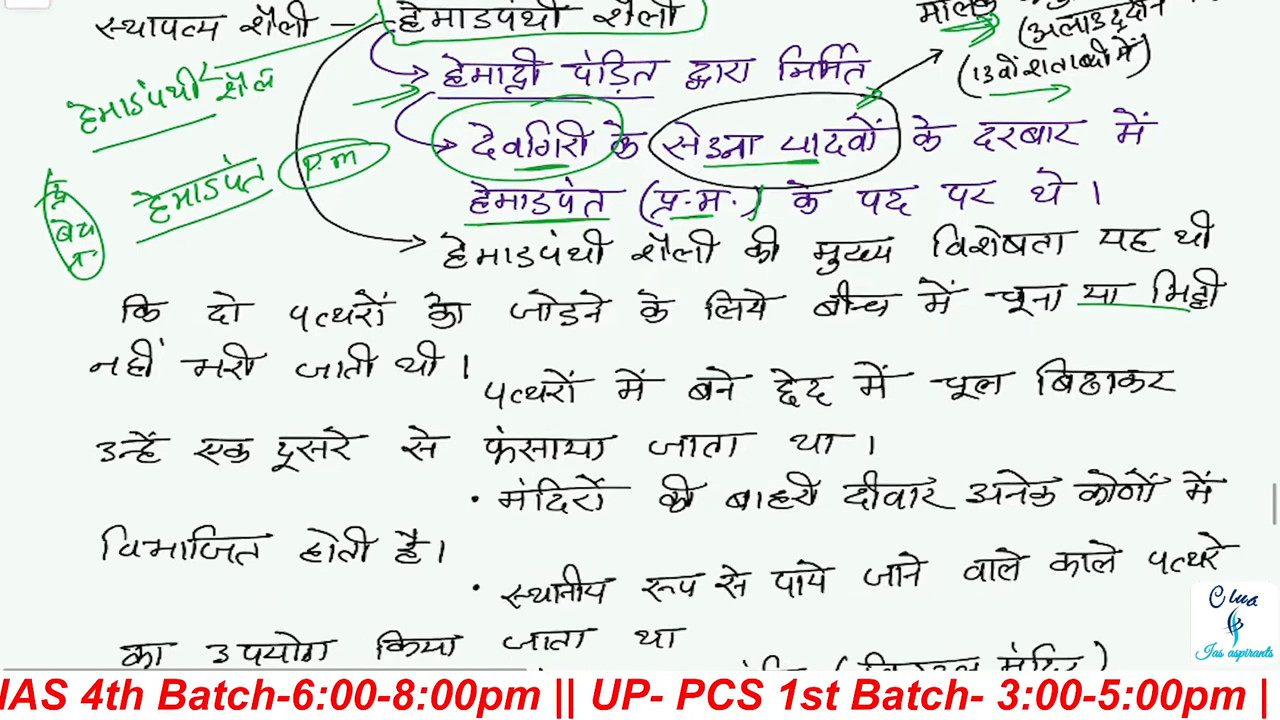 स्थापत्य शैली - हेमाडपंथी शैली
(अलाउद्दीन
(13वीं शताब्दी में)
हेमाडपंथी शैल
→ हेमाद्री पंड़ित द्वारा निर्मित
→ देवगिरी के सेउना यादवों के दरबार में
हेमाडपंत P.M
हेमाडपंत (प्र.म.) के पद पर थे।
→ हेमाडपंथी शैली की मुख्य विशेषता यह थी
कि दो पत्थरों को जोडने के लिये बीच में चूना या मिट्टी
नहीं भरी जाती थी।
पत्थरों में बने छेद में चूल बिठाकर
उन्हें एक दूसरे से फंसाया जाता था।
• मंदिरों की बाहरी दीवार अनेक कोणों में
विभाजित होती है।
• स्थानीय रूप से पाये जाने वाले काले पत्थरे
का उपयोग किया जाता था
Clue
Ias aspirants
IAS 4th Batch-6:00-8:00pm || UP- PCS 1st Batch- 3:00-5:00pm |